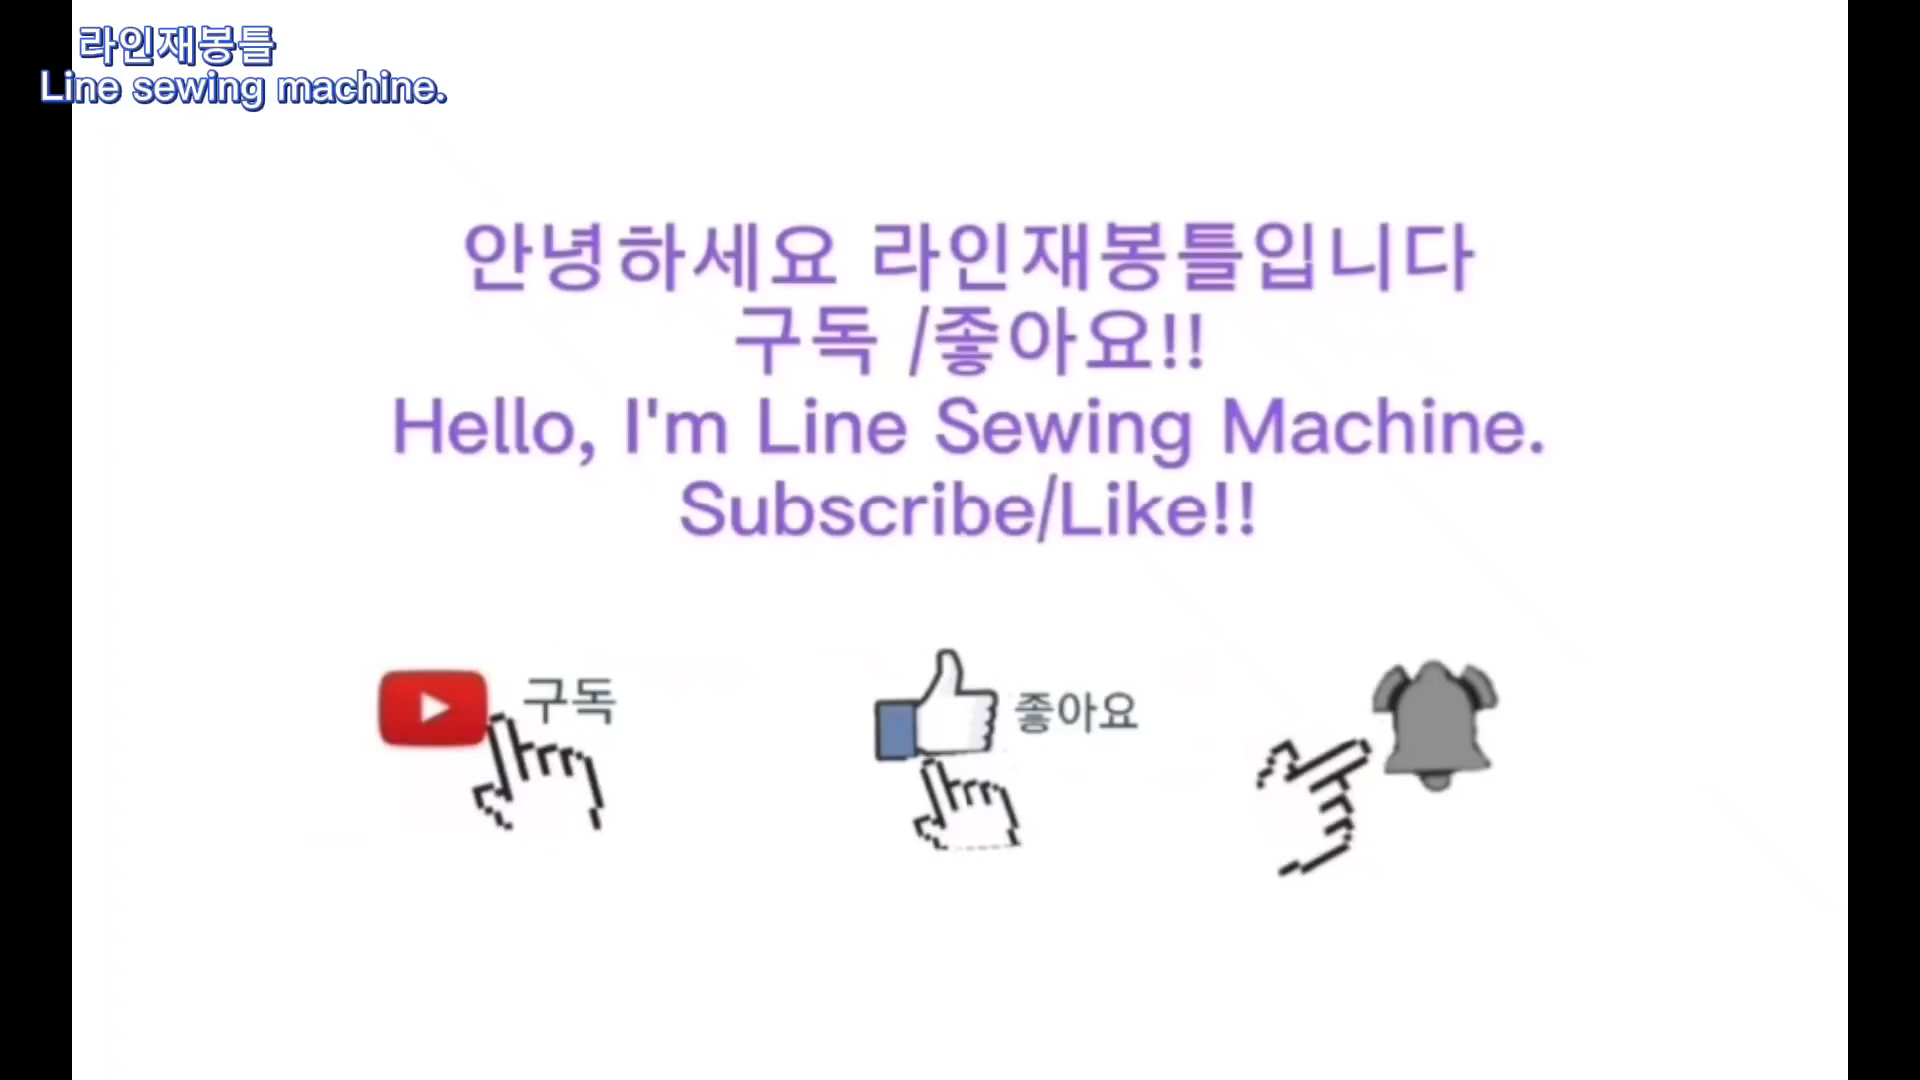 라인재봉틀
Line sewing machine.
안녕하세요 라인재봉틀입니다
구독 /좋아요!!
Hello, I'm Line Sewing Machine.
Subscribe/Like!!
구독
좋아요